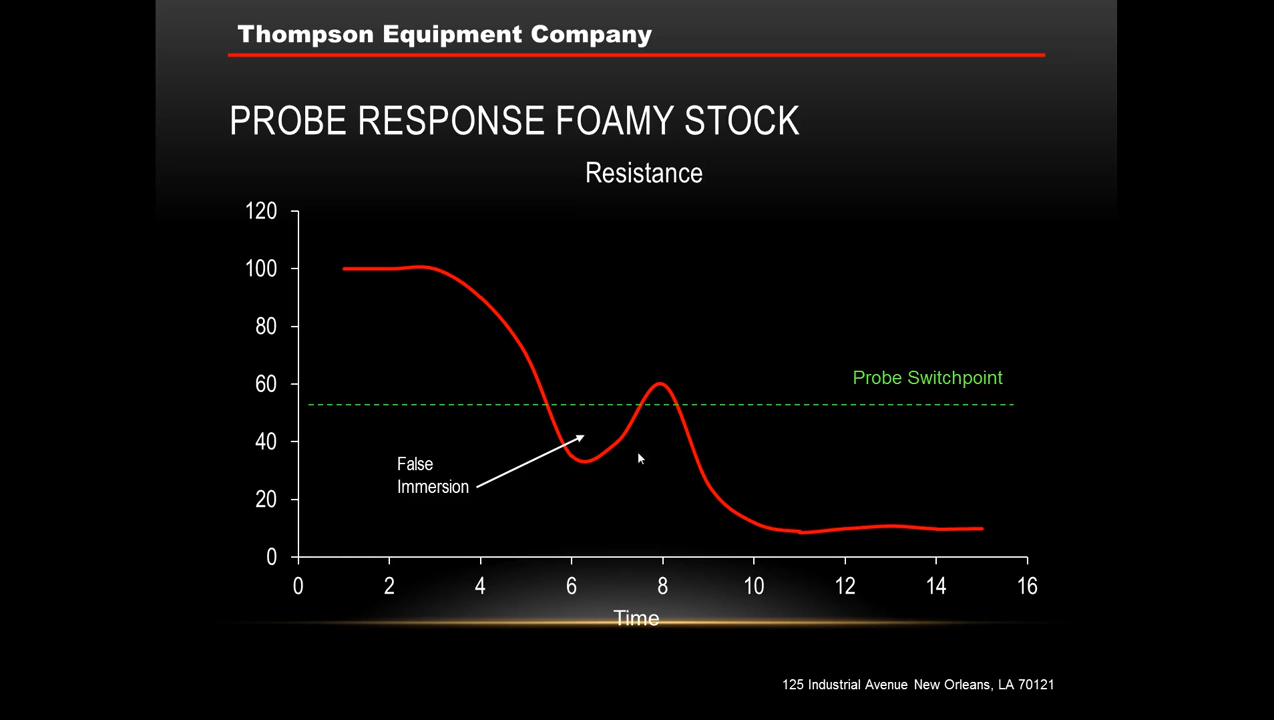 Thompson Equipment Company
PROBE RESPONSE FOAMY STOCK
Resistance
120
100
80
60
40
20
0
Probe Switchpoint
False
Immersion
0 2 4 6 8 10 12 14 16
Time
125 Industrial Avenue New Orleans, LA 70121